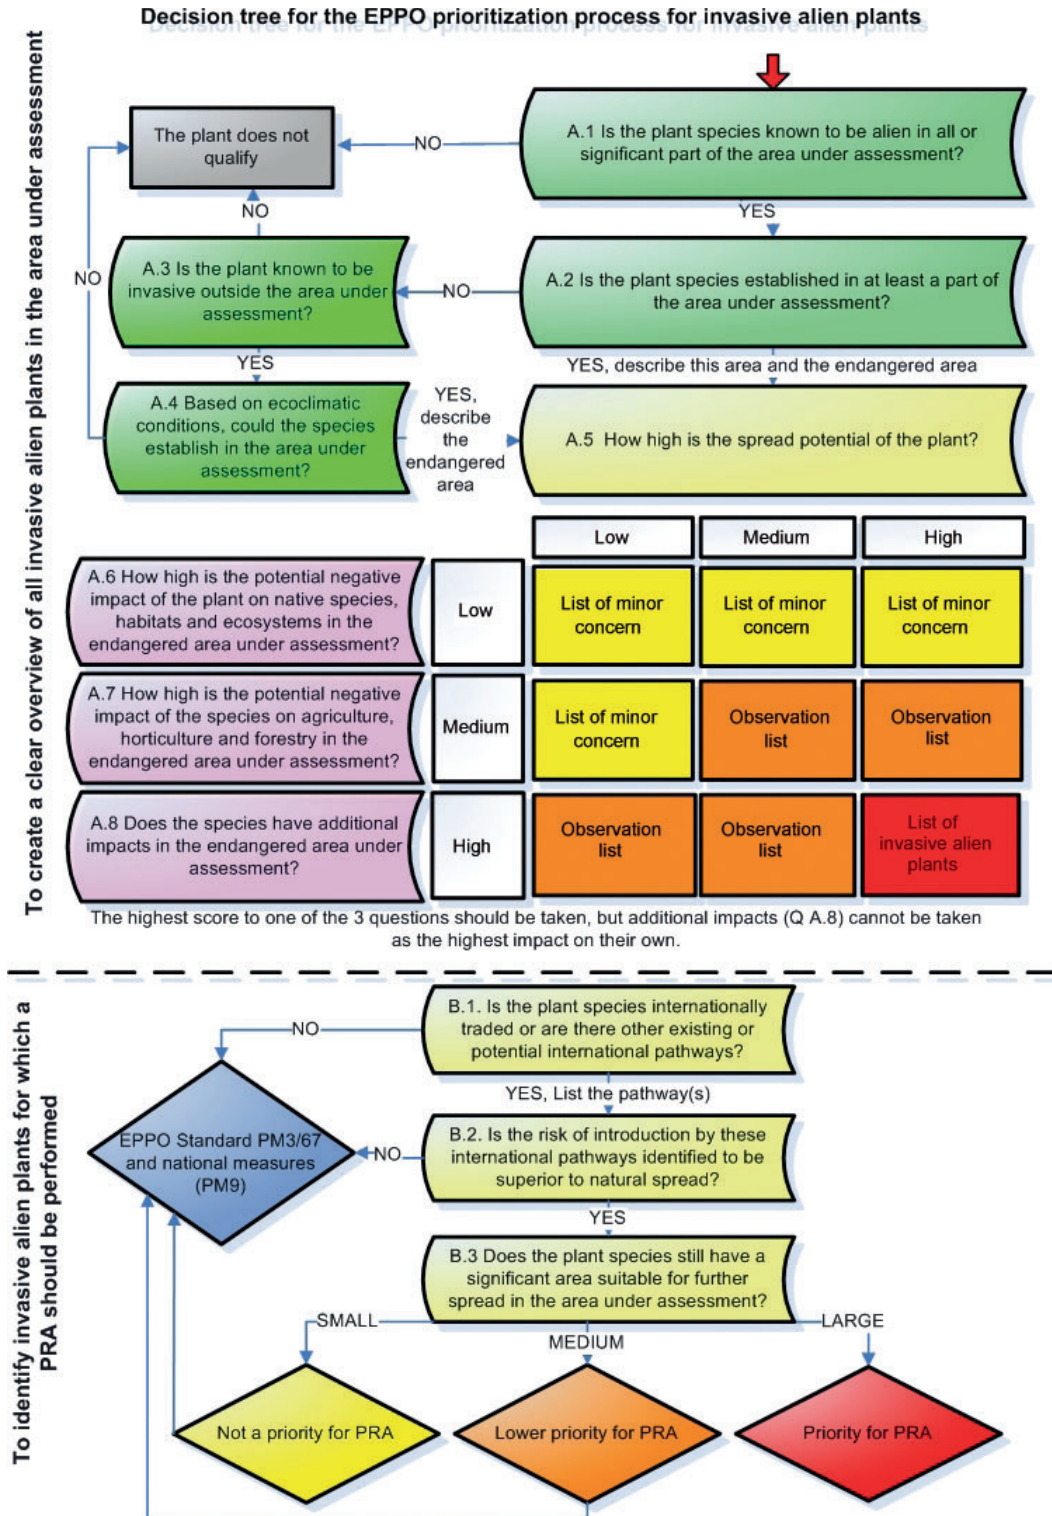 Decision tree for the EPPO prioritization process for invasive alien plants
To create a clear overview of all invasive alien plants in the area under assessment
A.1 Is the plant species known to be alien in all or
significant part of the area under assessment?
NO
The plant does not
qualify
YES
A.2 Is the plant species established in at least a part of
the area under assessment?
NO
A.3 Is the plant known to be
invasive outside the area under
assessment?
NO
NO
YES
YES, describe this area and the endangered area
A.4 Based on ecoclimatic
conditions, could the species
establish in the area under
assessment?
YES,
describe
the
endangered
area
A.5 How high is the spread potential of the plant?
Low
Medium
High
A.6 How high is the potential negative
impact of the plant on native species,
habitats and ecosystems in the
endangered area under assessment?
Low
List of minor
concern
List of minor
concern
List of minor
concern
A.7 How high is the potential negative
impact of the species on agriculture,
horticulture and forestry in the
endangered area under assessment?
Medium
List of minor
concern
Observation
list
Observation
list
A.8 Does the species have additional
impacts in the endangered area under
assessment?
High
Observation
list
Observation
list
List of
invasive alien
plants
The highest score to one of the 3 questions should be taken, but additional impacts (Q A.8) cannot be taken
as the highest impact on their own.
To identify invasive alien plants for which a
PRA should be performed
B.1. Is the plant species internationally
traded or are there other existing or
potential international pathways?
NO
YES, List the pathway(s)
EPPO Standard PM3/67
and national measures
(PM9)
B.2. Is the risk of introduction by these
international pathways identified to be
superior to natural spread?
NO
YES
B.3 Does the plant species still have a
significant area suitable for further
spread in the area under assessment?
SMALL
MEDIUM
LARGE
Not a priority for PRA
Lower priority for PRA
Priority for PRA